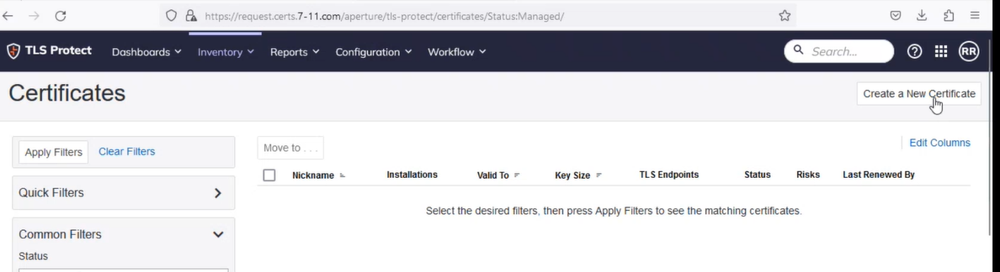 https://request.certs.7-11.com/aperture/tls-protect/certificates/Status:Managed/
TLS Protect Dashboards Inventory Reports Configuration Workflow Search... RR
Certificates
Create a New Certificate
Apply Filters Clear Filters
Move to . . .
Edit Columns
Nickname Installations Valid To Key Size TLS Endpoints Status Risks Last Renewed By
Quick Filters
Select the desired filters, then press Apply Filters to see the matching certificates.
Common Filters
Status